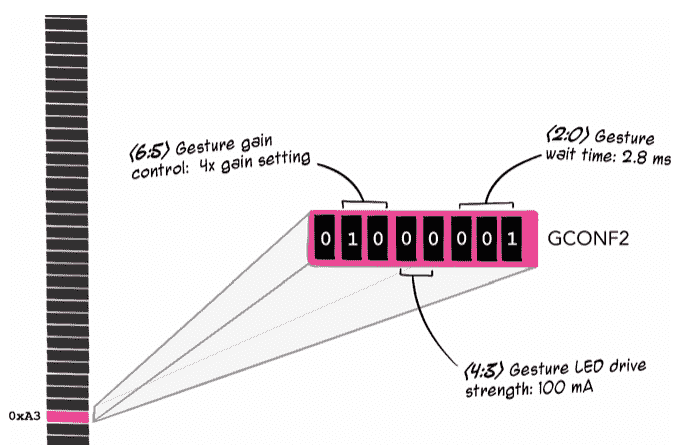 ⟨6:5⟩ Gesture gain
control: 4x gain setting
⟨2:0⟩ Gesture
wait time: 2.8 ms
0 1 0 0 0 0 0 1
GCONF2
⟨4:3⟩ Gesture LED drive
strength: 100 mA
0xA3